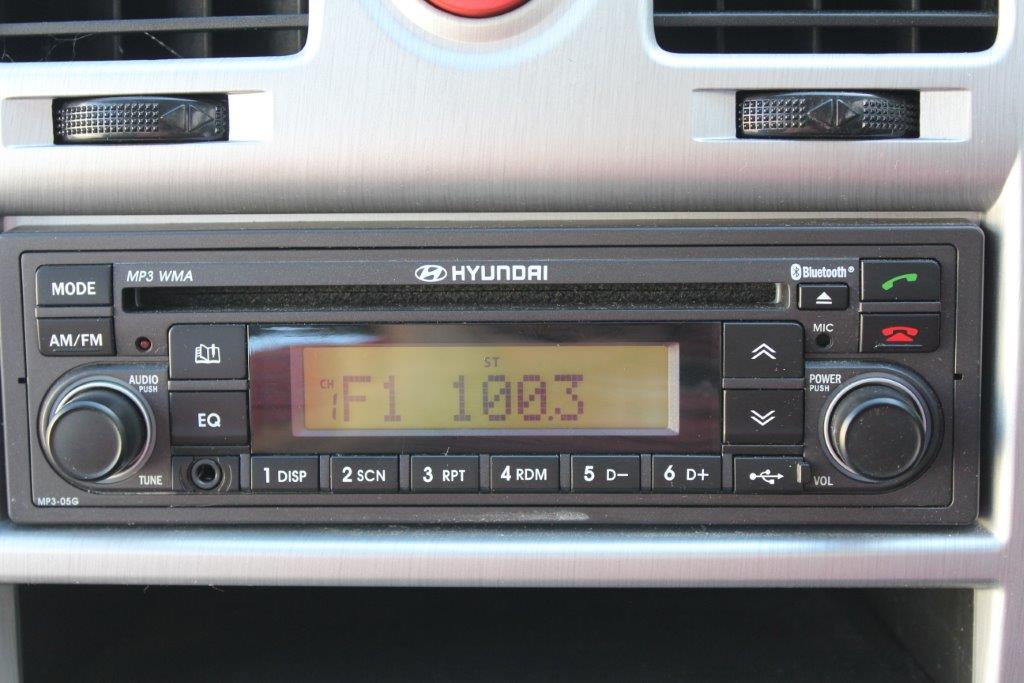 MODE
MP3 WMA
HYUNDAI
Bluetooth®
AM/FM
MIC
ST
AUDIO
PUSH
CH
1
F1 100.3
POWER
PUSH
EQ
TUNE
1 DISP
2 SCN
3 RPT
4 RDM
5 D−
6 D+
VOL
MP3-05G